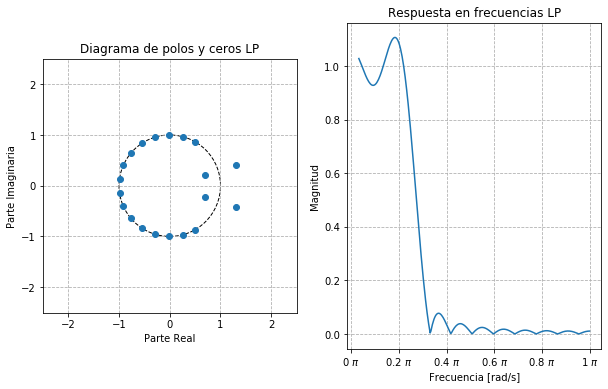 Diagrama de polos y ceros LP
Parte Imaginaria
2
1
0
−1
−2
−2
−1
0
1
2
Parte Real
Respuesta en frecuencias LP
Magnitud
1.0
0.8
0.6
0.4
0.2
0.0
0 π
0.2 π
0.4 π
0.6 π
0.8 π
1 π
Frecuencia [rad/s]